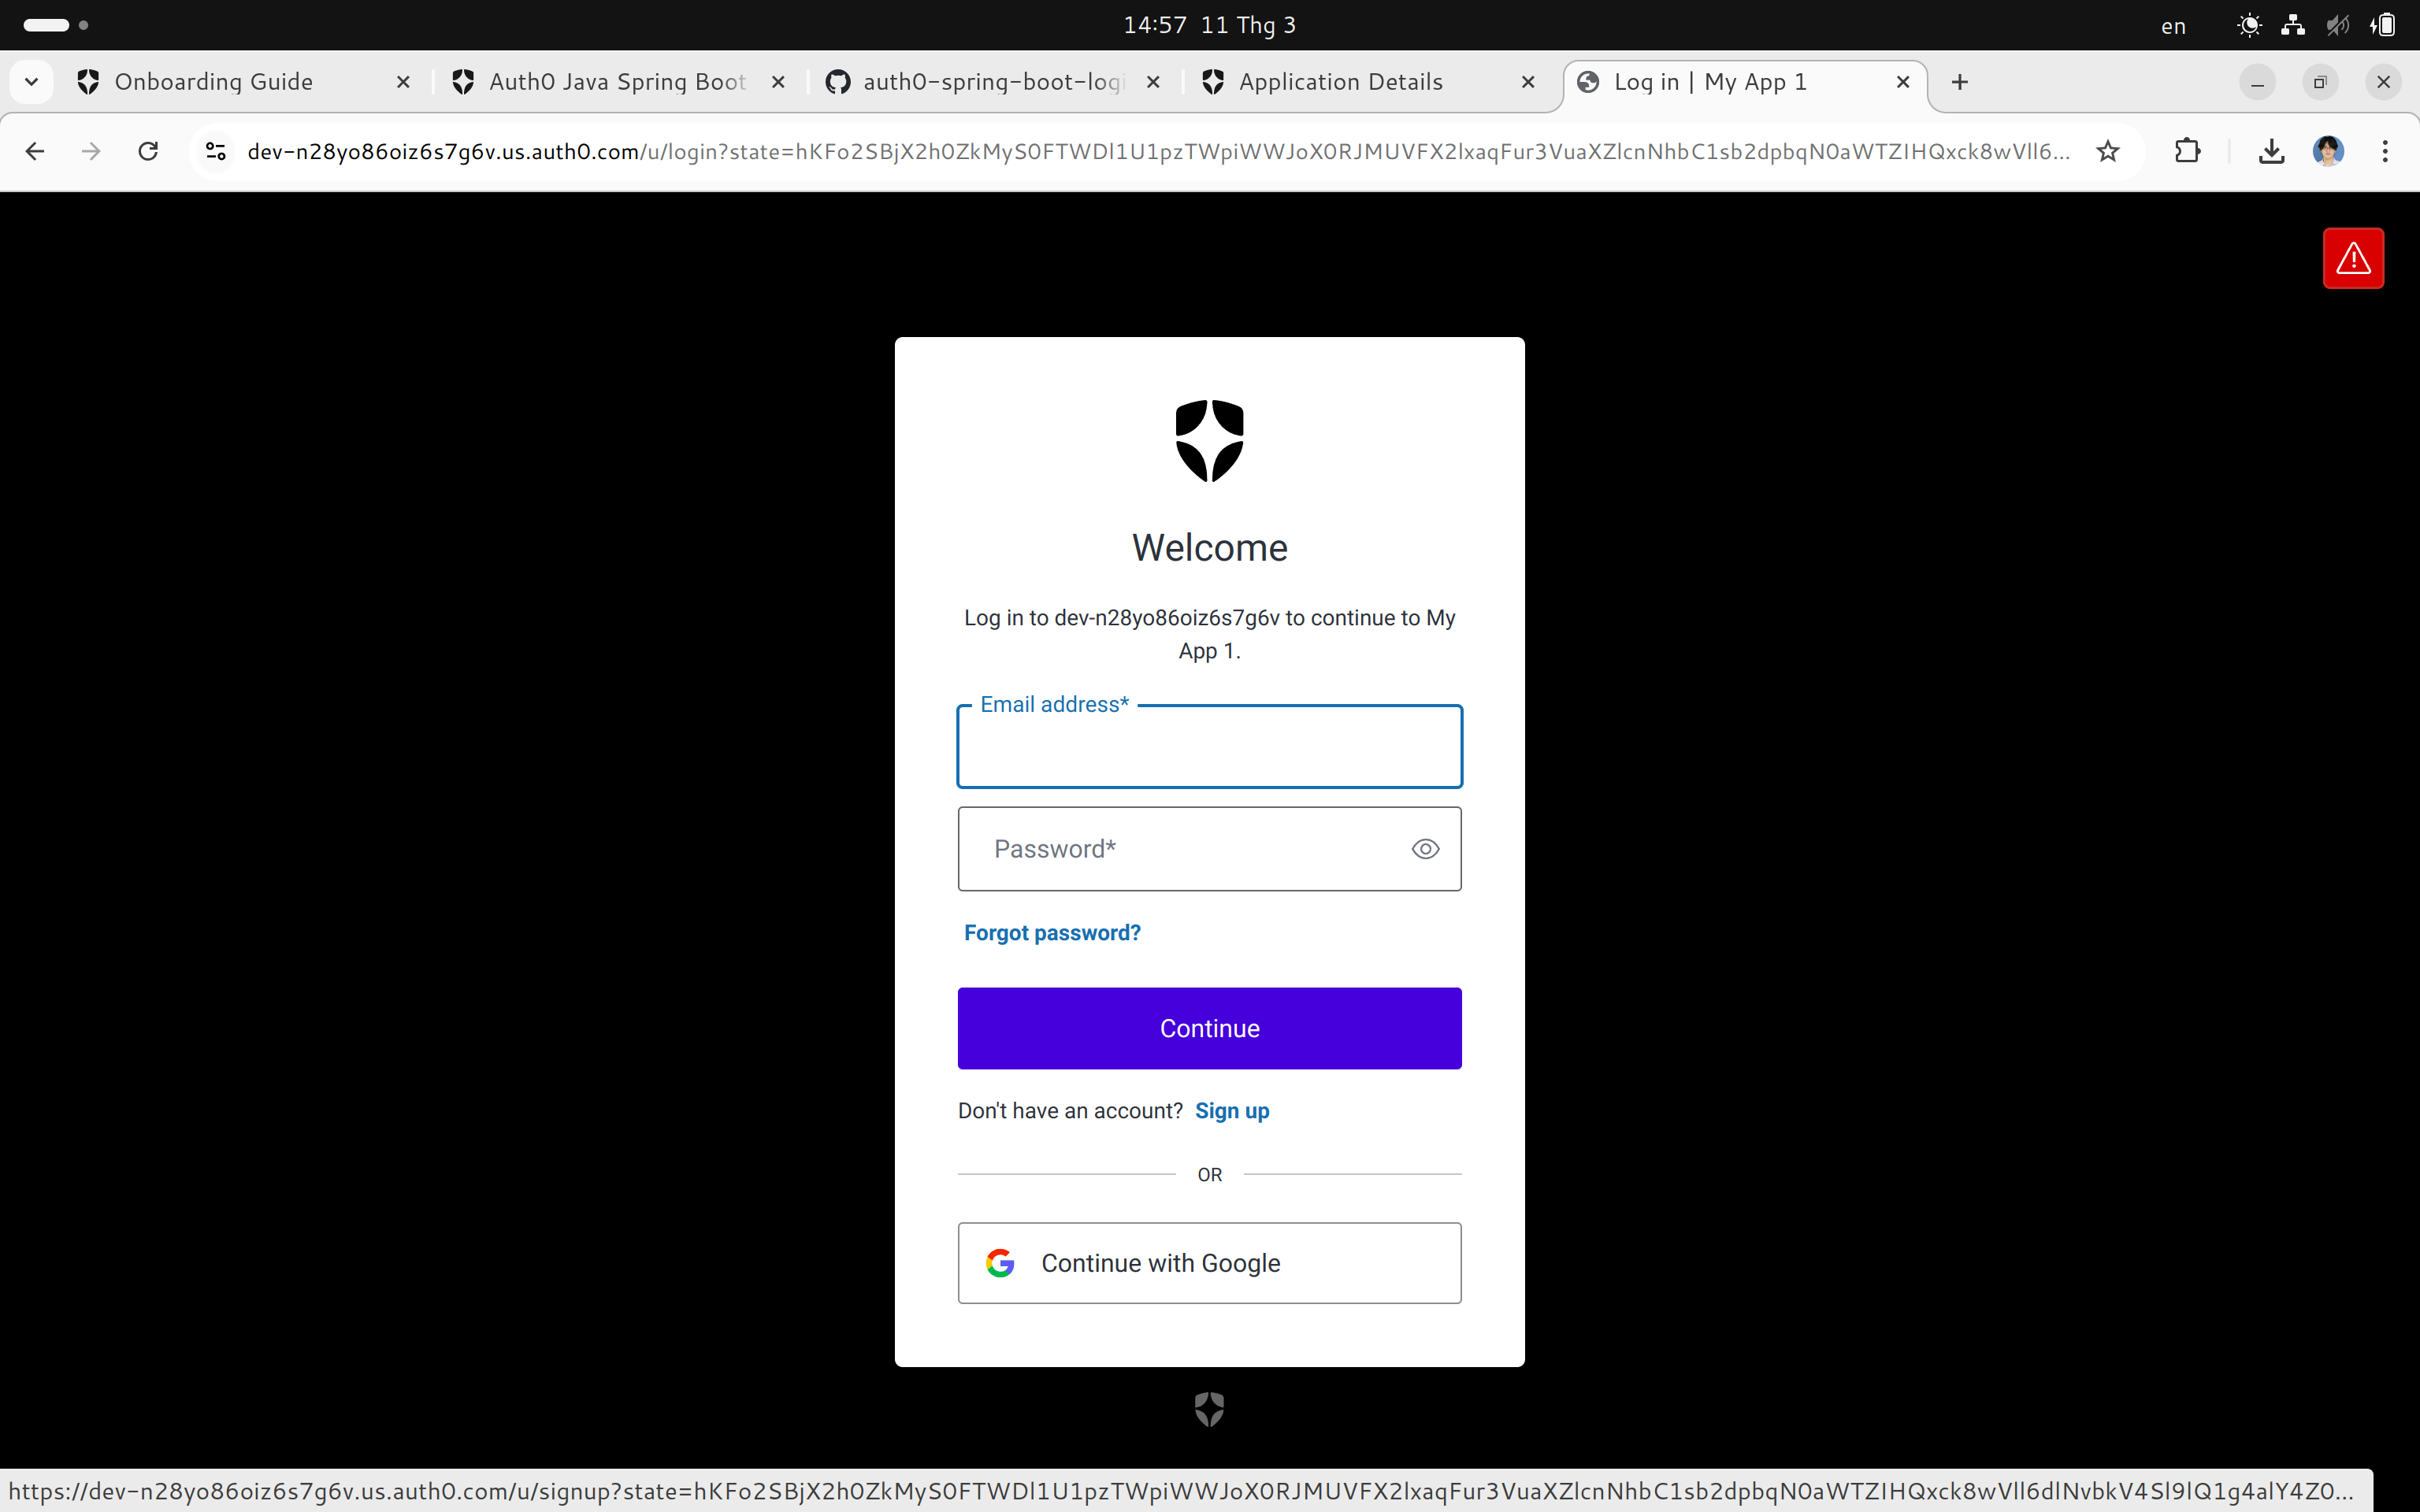 14:57 11 Thg 3
en
Onboarding Guide
Auth0 Java Spring Boot
auth0-spring-boot-logi
Application Details
Log in | My App 1
dev-n28yo86oiz6s7g6v.us.auth0.com/u/login?state=hKFo2SBjX2h0ZkMyS0FTWDl1U1pzTWpiWWJoX0RJMUVFX2lxaqFur3VuaXZlcnNhbC1sb2dpbqN0aWTZIHQxck8wVll6...
Welcome
Log in to dev-n28yo86oiz6s7g6v to continue to My
App 1.
Email address*
Password*
Forgot password?
Continue
Don't have an account? Sign up
OR
Continue with Google
https://dev-n28yo86oiz6s7g6v.us.auth0.com/u/signup?state=hKFo2SBjX2h0ZkMyS0FTWDl1U1pzTWpiWWJoX0RJMUVFX2lxaqFur3VuaXZlcnNhbC1sb2dpbqN0aWTZIHQxck8wVll6dlNvbkV4Sl9lQ1g4alY4Z0...